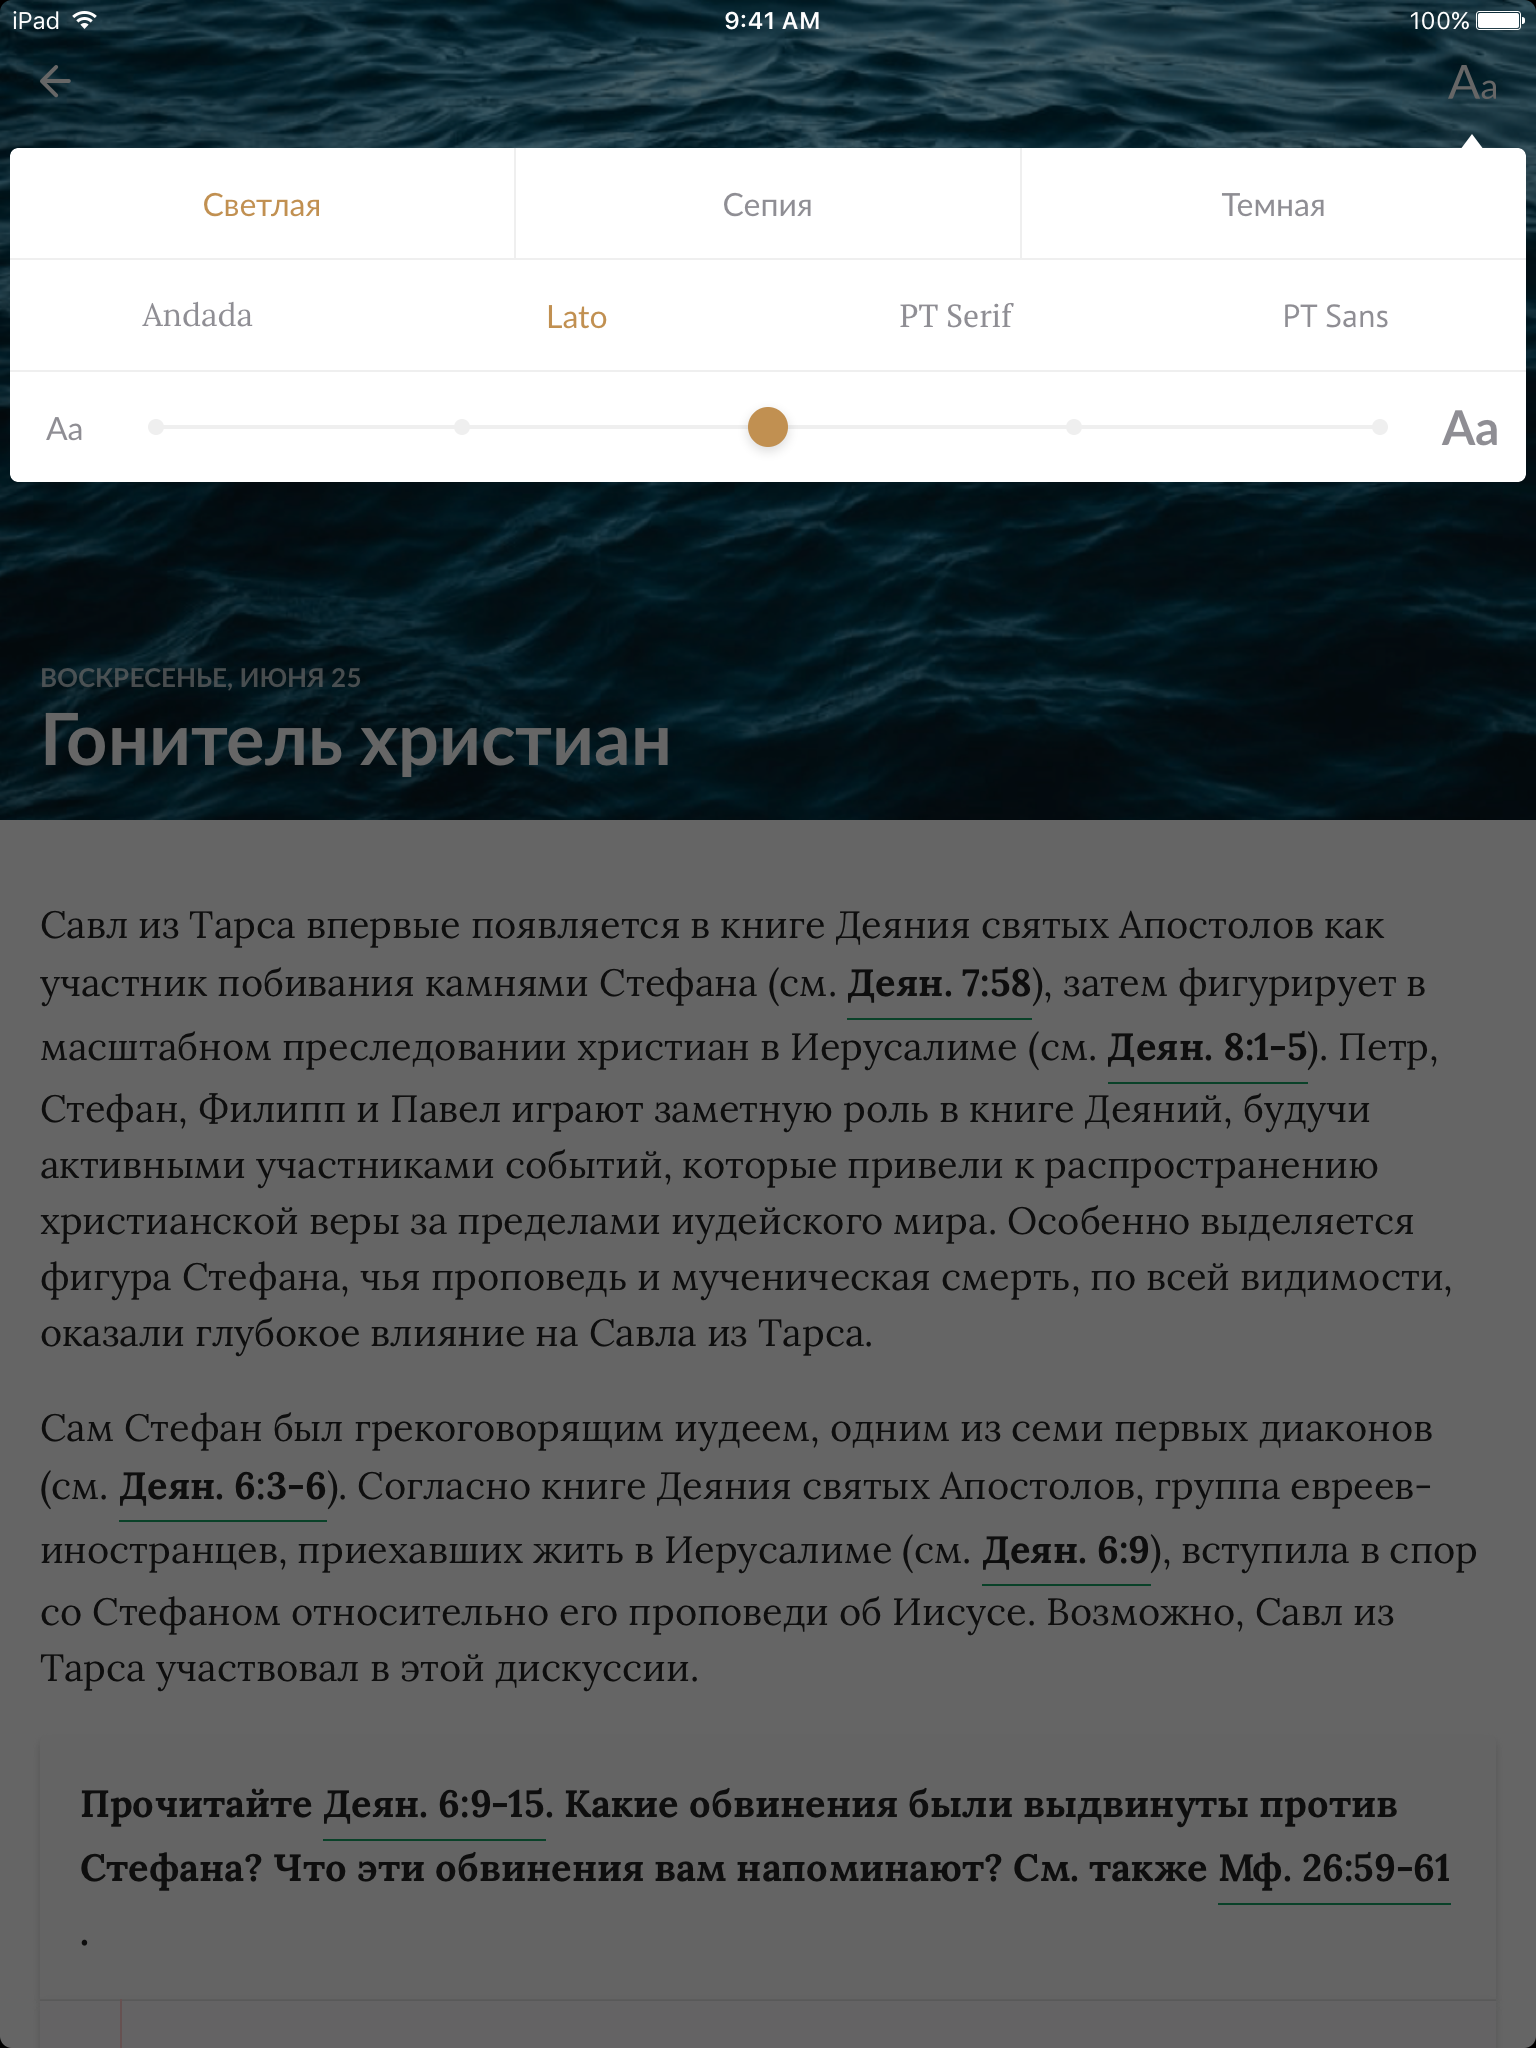 iPad 9:41 AM 100%
Aa
Светлая Сепия Темная
Andada Lato PT Serif PT Sans
Aa Aa
ВОСКРЕСЕНЬЕ, ИЮНЯ 25
Гонитель христиан
Савл из Тарса впервые появляется в книге Деяния святых Апостолов как
участник побивания камнями Стефана (см. Деян. 7:58), затем фигурирует в
масштабном преследовании христиан в Иерусалиме (см. Деян. 8:1-5). Петр,
Стефан, Филипп и Павел играют заметную роль в книге Деяний, будучи
активными участниками событий, которые привели к распространению
христианской веры за пределами иудейского мира. Особенно выделяется
фигура Стефана, чья проповедь и мученическая смерть, по всей видимости,
оказали глубокое влияние на Савла из Тарса.
Сам Стефан был грекоговорящим иудеем, одним из семи первых диаконов
(см. Деян. 6:3-6). Согласно книге Деяния святых Апостолов, группа евреев-
иностранцев, приехавших жить в Иерусалиме (см. Деян. 6:9), вступила в спор
со Стефаном относительно его проповеди об Иисусе. Возможно, Савл из
Тарса участвовал в этой дискуссии.
Прочитайте Деян. 6:9-15. Какие обвинения были выдвинуты против
Стефана? Что эти обвинения вам напоминают? См. также Мф. 26:59-61
.